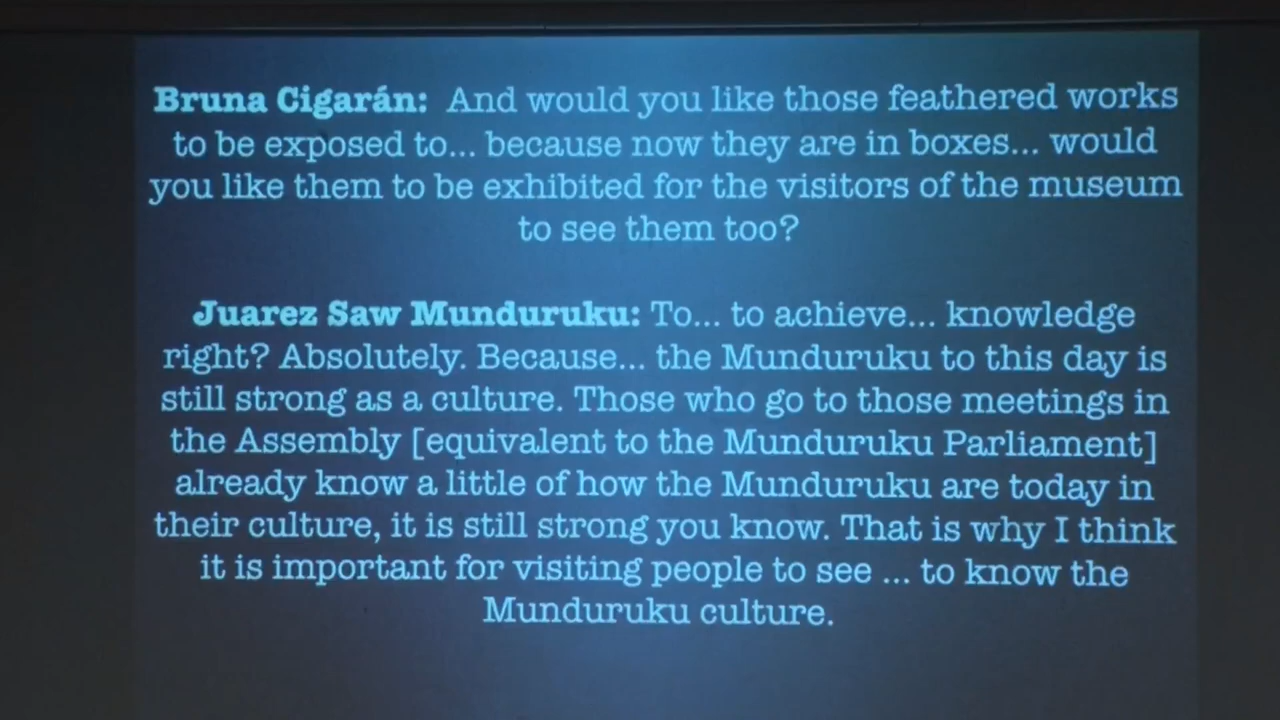 Bruna Cigarán: And would you like those feathered works
to be exposed to... because now they are in boxes... would
you like them to be exhibited for the visitors of the museum
to see them too?
Juarez Saw Munduruku: To... to achieve... knowledge
right? Absolutely. Because... the Munduruku to this day is
still strong as a culture. Those who go to those meetings in
the Assembly [equivalent to the Munduruku Parliament]
already know a little of how the Munduruku are today in
their culture, it is still strong you know. That is why I think
it is important for visiting people to see ... to know the
Munduruku culture.